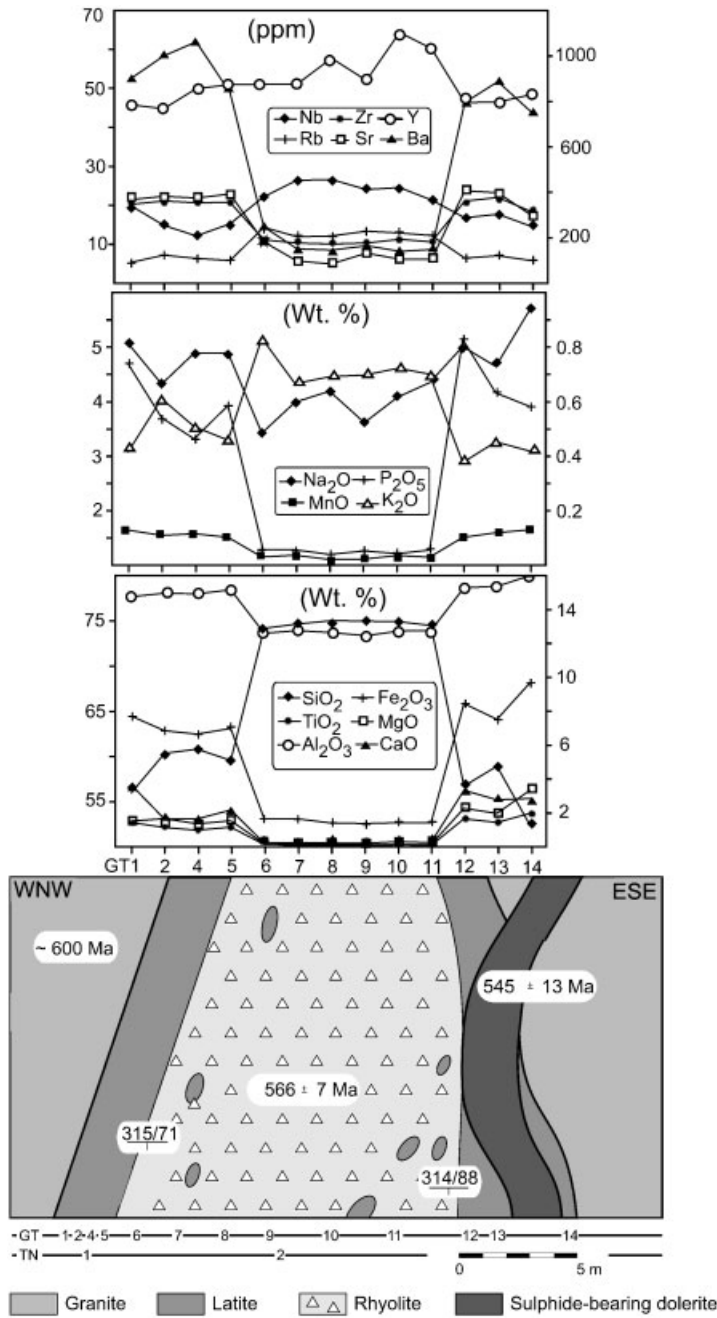 (ppm)
70
50
30
10
1000
600
400
200
Nb Zr Y
Rb Sr Ba
(Wt. %)
5
4
3
2
0.8
0.6
0.4
0.2
Na₂O P₂O₅
MnO K₂O
(Wt. %)
75
65
55
14
10
6
2
SiO₂ Fe₂O₃
TiO₂ MgO
Al₂O₃ CaO
GT1 2 4 5 6 7 8 9 10 11 12 13 14
WNW ESE
~ 600 Ma
545 ± 13 Ma
566 ± 7 Ma
315/71
314/88
GT 1 2 4 5 6 7 8 9 10 11 12 13 14
TN 1 2
0 5 m
Granite Latite Rhyolite Sulphide-bearing dolerite